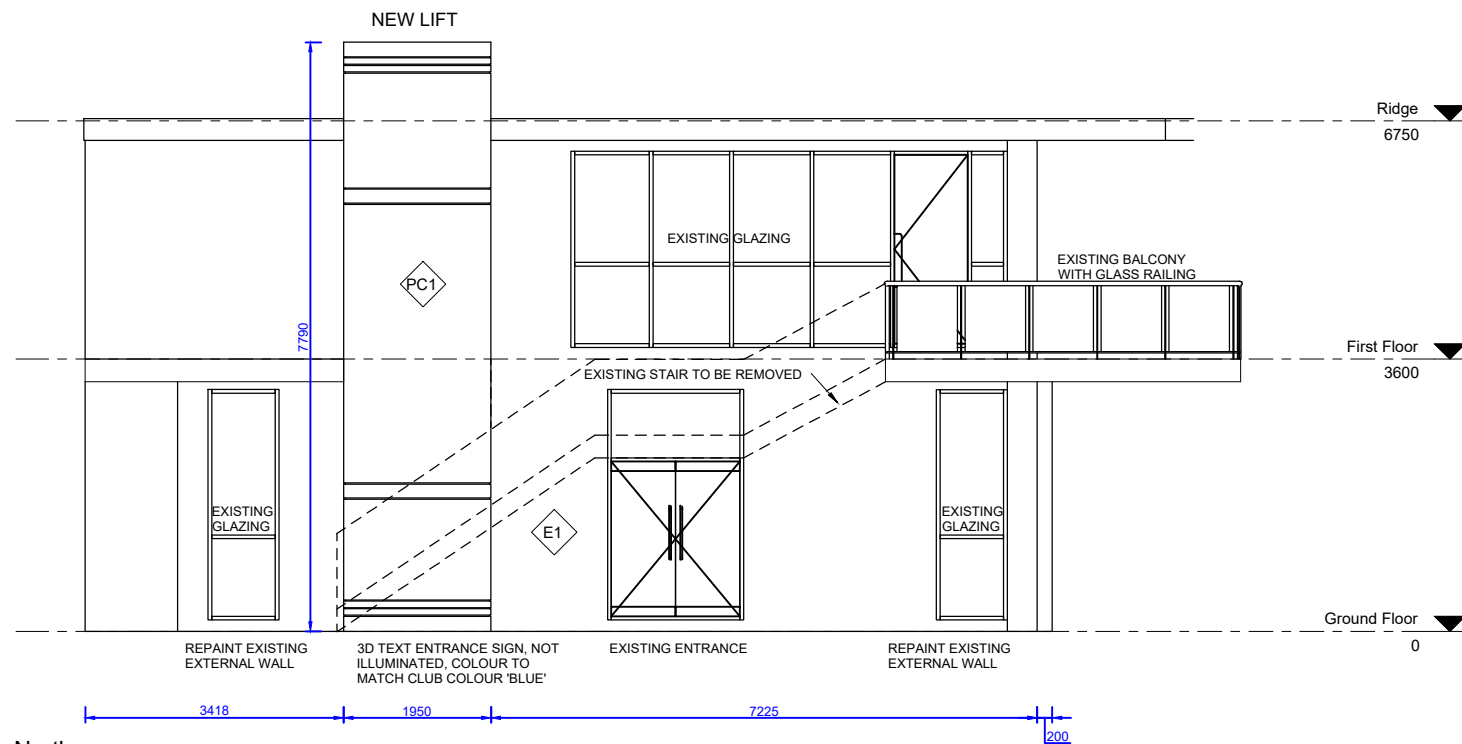 NEW LIFT
Ridge
6750
EXISTING GLAZING
EXISTING BALCONY
WITH GLASS RAILING
PC1
7790
First Floor
3600
EXISTING STAIR TO BE REMOVED
EXISTING
GLAZING
E1
EXISTING
GLAZING
Ground Floor
0
REPAINT EXISTING
EXTERNAL WALL
3D TEXT ENTRANCE SIGN, NOT
ILLUMINATED, COLOUR TO
MATCH CLUB COLOUR 'BLUE'
EXISTING ENTRANCE
REPAINT EXISTING
EXTERNAL WALL
3418
1950
7225
200